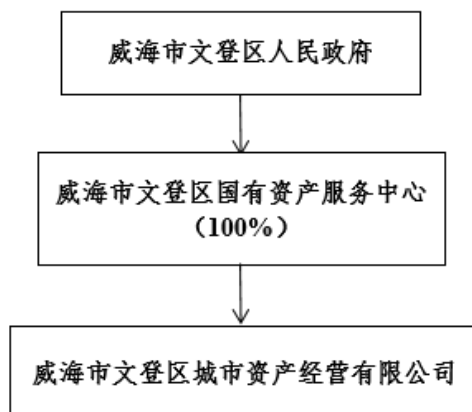 威海市文登区人民政府
威海市文登区国有资产服务中心
（100%）
威海市文登区城市资产经营有限公司